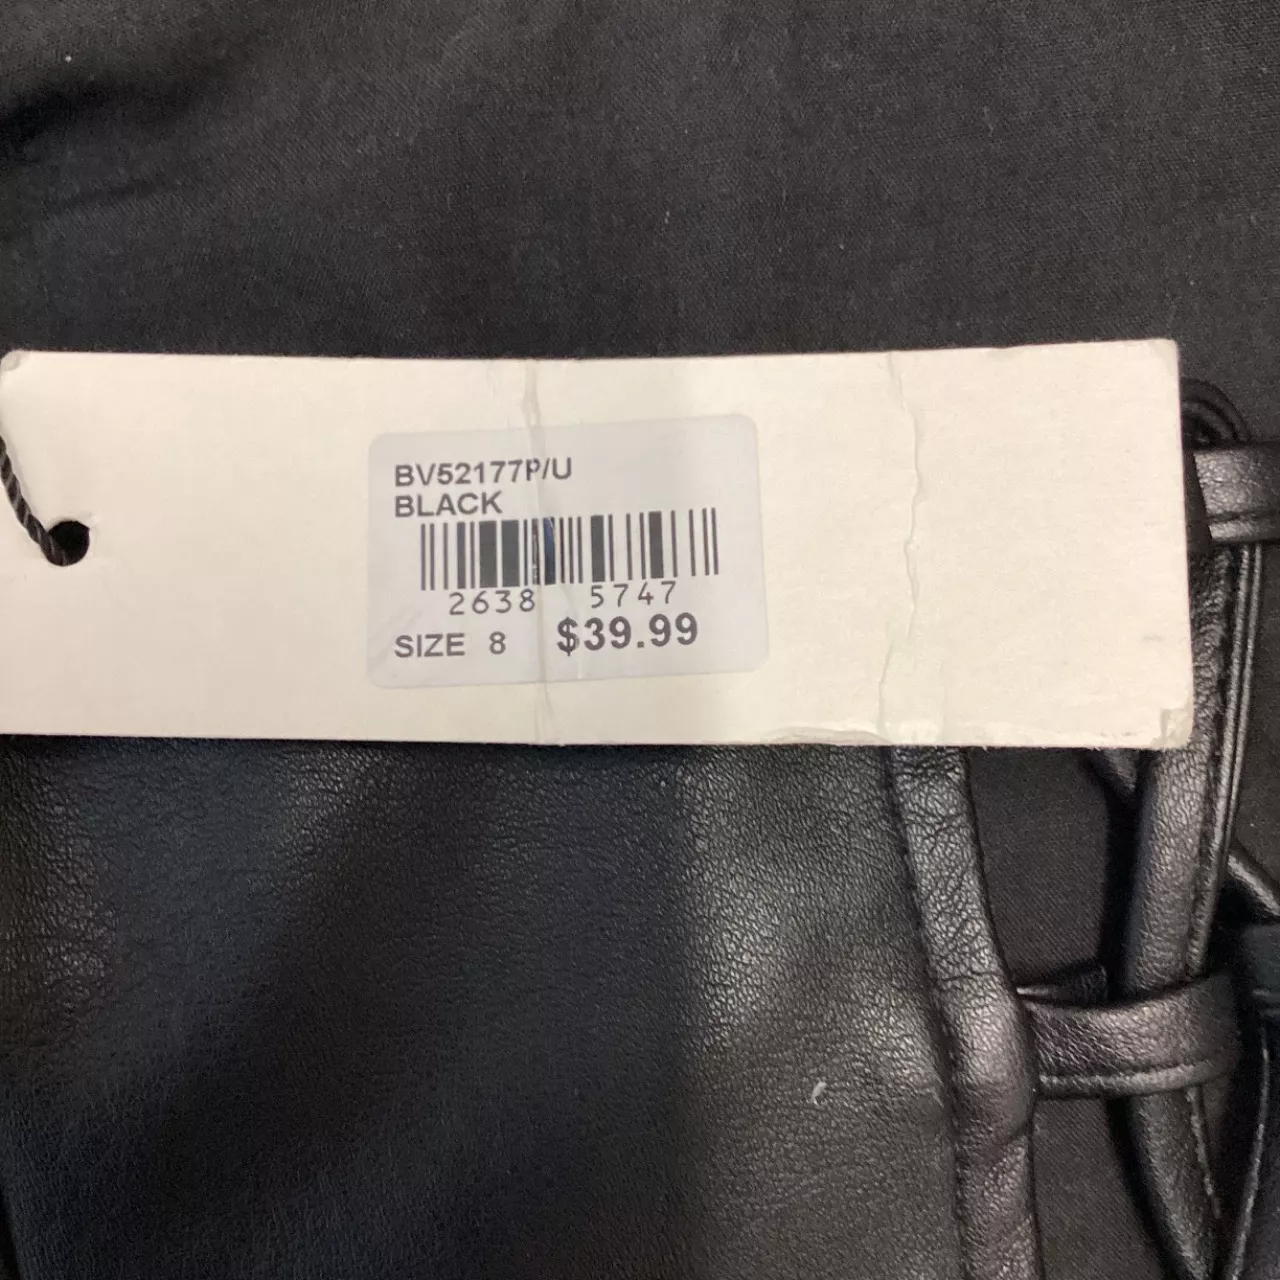 BV52177P/U
BLACK
2638 5747
SIZE 8 $39.99